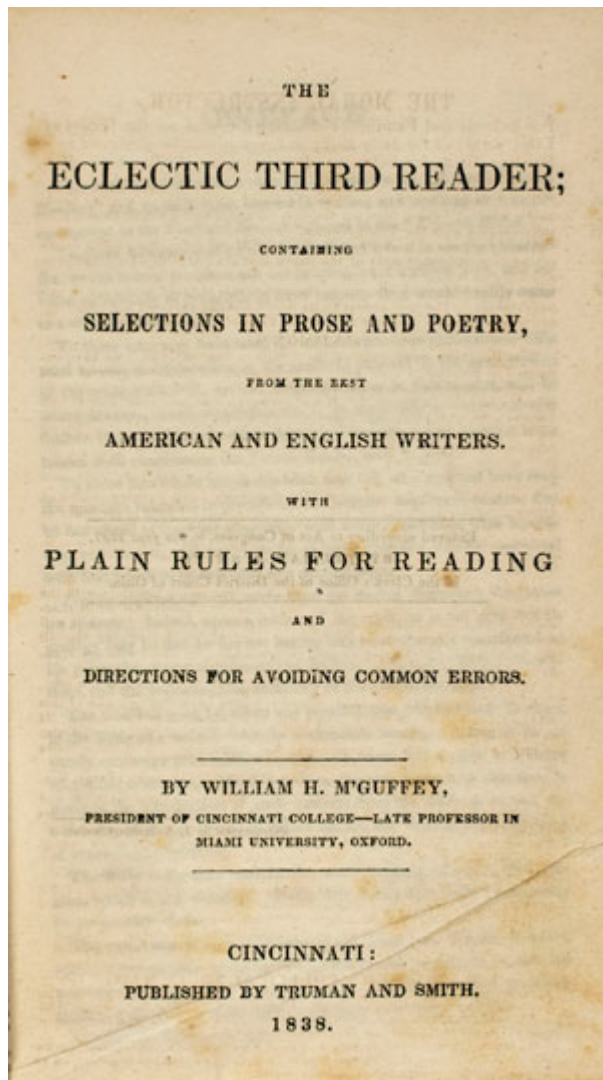 THE
ECLECTIC THIRD READER;
CONTAINING
SELECTIONS IN PROSE AND POETRY,
FROM THE BEST
AMERICAN AND ENGLISH WRITERS.
WITH
PLAIN RULES FOR READING
AND
DIRECTIONS FOR AVOIDING COMMON ERRORS.
BY WILLIAM H. M'GUFFEY,
PRESIDENT OF CINCINNATI COLLEGE—LATE PROFESSOR IN
MIAMI UNIVERSITY, OXFORD.
CINCINNATI:
PUBLISHED BY TRUMAN AND SMITH.
1838.